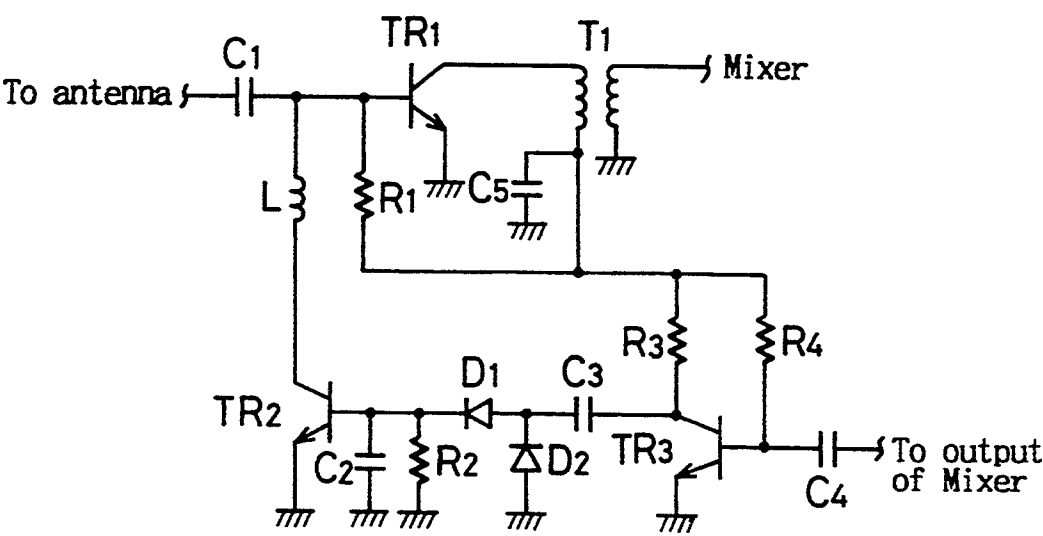 TR1
T1
C1
To antenna
Mixer
L
R1
C5
R3
R4
D1
C3
TR2
C2
R2
D2
TR3
C4
To output
of Mixer